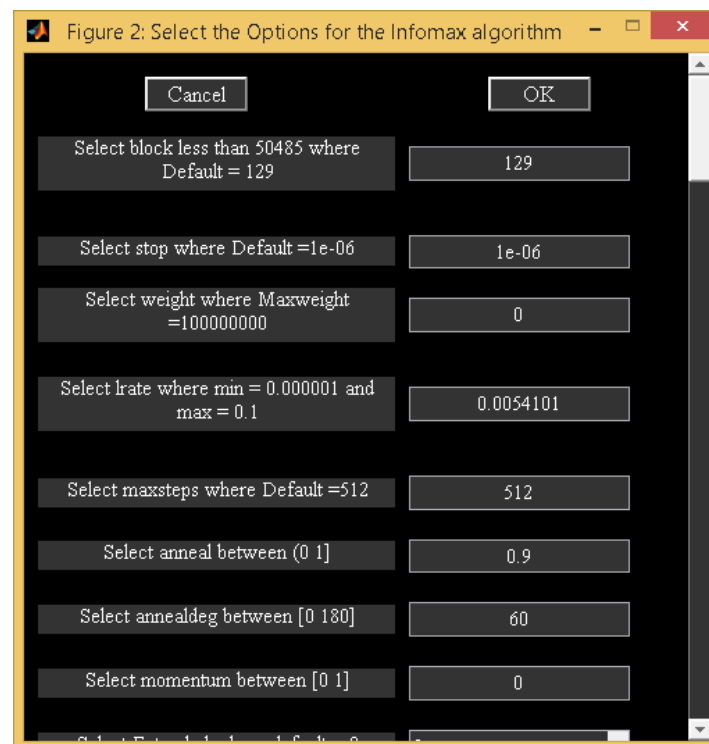 Figure 2: Select the Options for the Infomax algorithm
Cancel
OK
Select block less than 50485 where
Default = 129
129
Select stop where Default =1e-06
1e-06
Select weight where Maxweight
=100000000
0
Select lrate where min = 0.000001 and
max = 0.1
0.0054101
Select maxsteps where Default =512
512
Select anneal between (0 1]
0.9
Select annealdeg between [0 180]
60
Select momentum between [0 1]
0